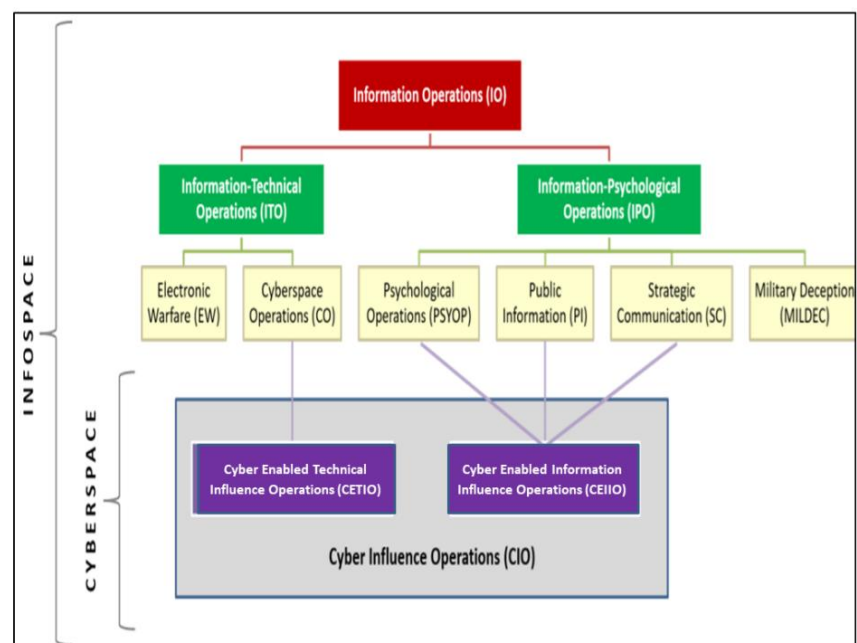 Information Operations (IO)
Information-Technical
Operations (ITO)
Information-Psychological
Operations (IPO)
Electronic
Warfare (EW)
Cyberspace
Operations (CO)
Psychological
Operations (PSYOP)
Public
Information (PI)
Strategic
Communication (SC)
Military Deception
(MILDEC)
INFOSPACE
CYBERSPACE
Cyber Enabled Technical
Influence Operations (CETIO)
Cyber Enabled Information
Influence Operations (CEIIO)
Cyber Influence Operations (CIO)